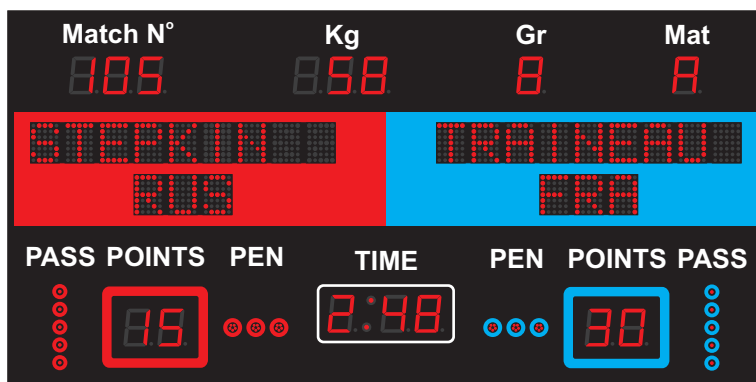 Match N° Kg Gr Mat
105 58 8 A
STEPKIN TRAINEAU
RUS FRA
PASS POINTS PEN TIME PEN POINTS PASS
15 2:48 30